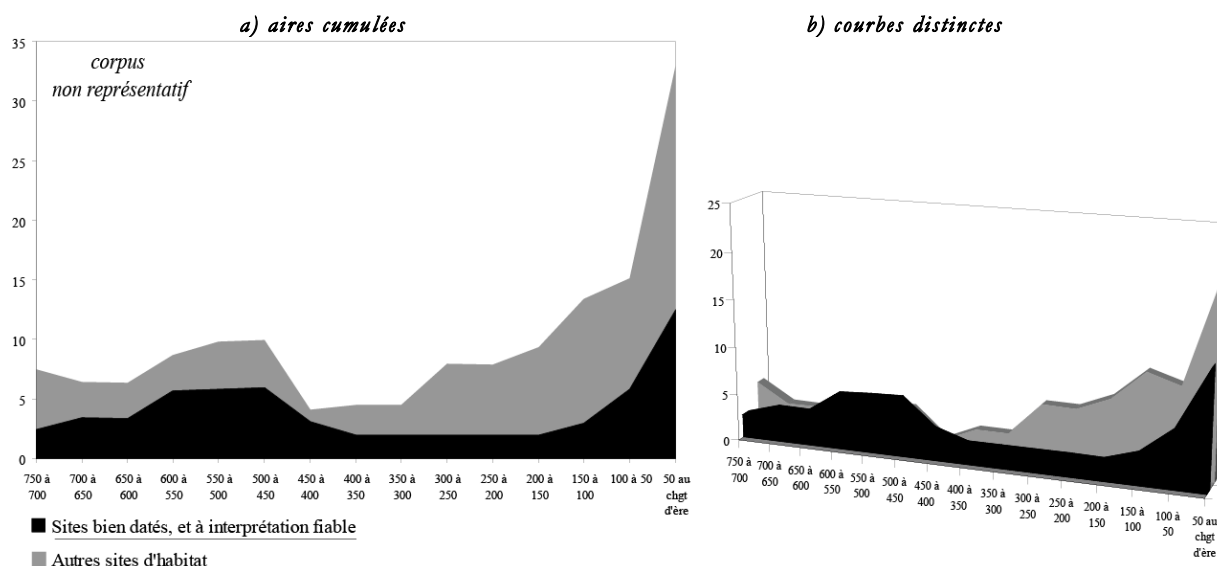 a) aires cumulées
corpus
non représentatif
35
30
25
20
15
10
5
0
750 à 700
700 à 650
650 à 600
600 à 550
550 à 500
500 à 450
450 à 400
400 à 350
350 à 300
300 à 250
250 à 200
200 à 150
150 à 100
100 à 50
50 au chgt d'ère
Sites bien datés, et à interprétation fiable
Autres sites d'habitat
b) courbes distinctes
25
20
15
10
5
0
750 à 700
700 à 650
650 à 600
600 à 550
550 à 500
500 à 450
450 à 400
400 à 350
350 à 300
300 à 250
250 à 200
200 à 150
150 à 100
100 à 50
50 au chgt d'ère